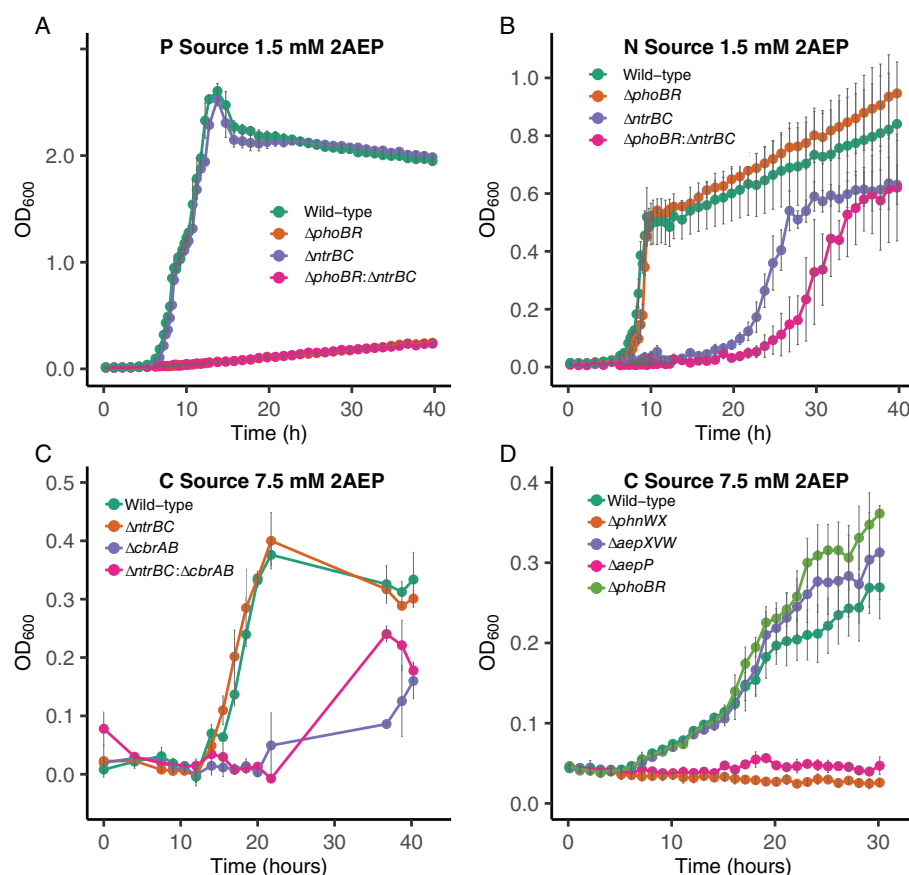 A
P Source 1.5 mM 2AEP
OD600
2.0
1.0
0.0
Wild−type
ΔphoBR
ΔntrBC
ΔphoBR:ΔntrBC
0
10
20
30
40
Time (h)
B
N Source 1.5 mM 2AEP
OD600
1.0
0.8
0.6
0.4
0.2
0.0
Wild−type
ΔphoBR
ΔntrBC
ΔphoBR:ΔntrBC
0
10
20
30
40
Time (h)
C
C Source 7.5 mM 2AEP
OD600
0.5
0.4
0.3
0.2
0.1
0.0
Wild−type
ΔntrBC
ΔcbrAB
ΔntrBC:ΔcbrAB
0
10
20
30
40
Time (hours)
D
C Source 7.5 mM 2AEP
OD600
0.4
0.3
0.2
0.1
0.0
Wild−type
ΔphnWX
ΔaepXVW
ΔaepP
ΔphoBR
0
10
20
30
Time (hours)